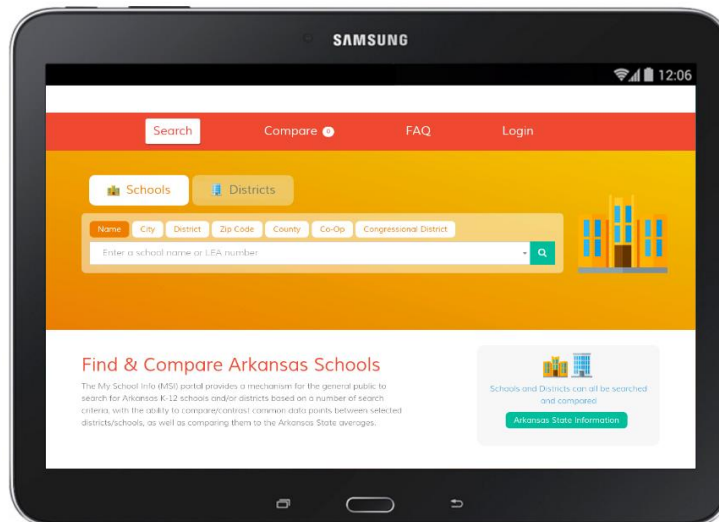 SAMSUNG
12:06
Search Compare 0 FAQ Login
Schools Districts
Name City District Zip Code County Co-Op Congressional District
Enter a school name or LEA number
Find & Compare Arkansas Schools
The My School Info (MSI) portal provides a mechanism for the general public to
search for Arkansas K-12 schools and/or districts based on a number of search
criteria, with the ability to compare/contrast common data points between selected
districts/schools, as well as comparing them to the Arkansas State averages.
Schools and Districts can all be searched
and compared
Arkansas State Information